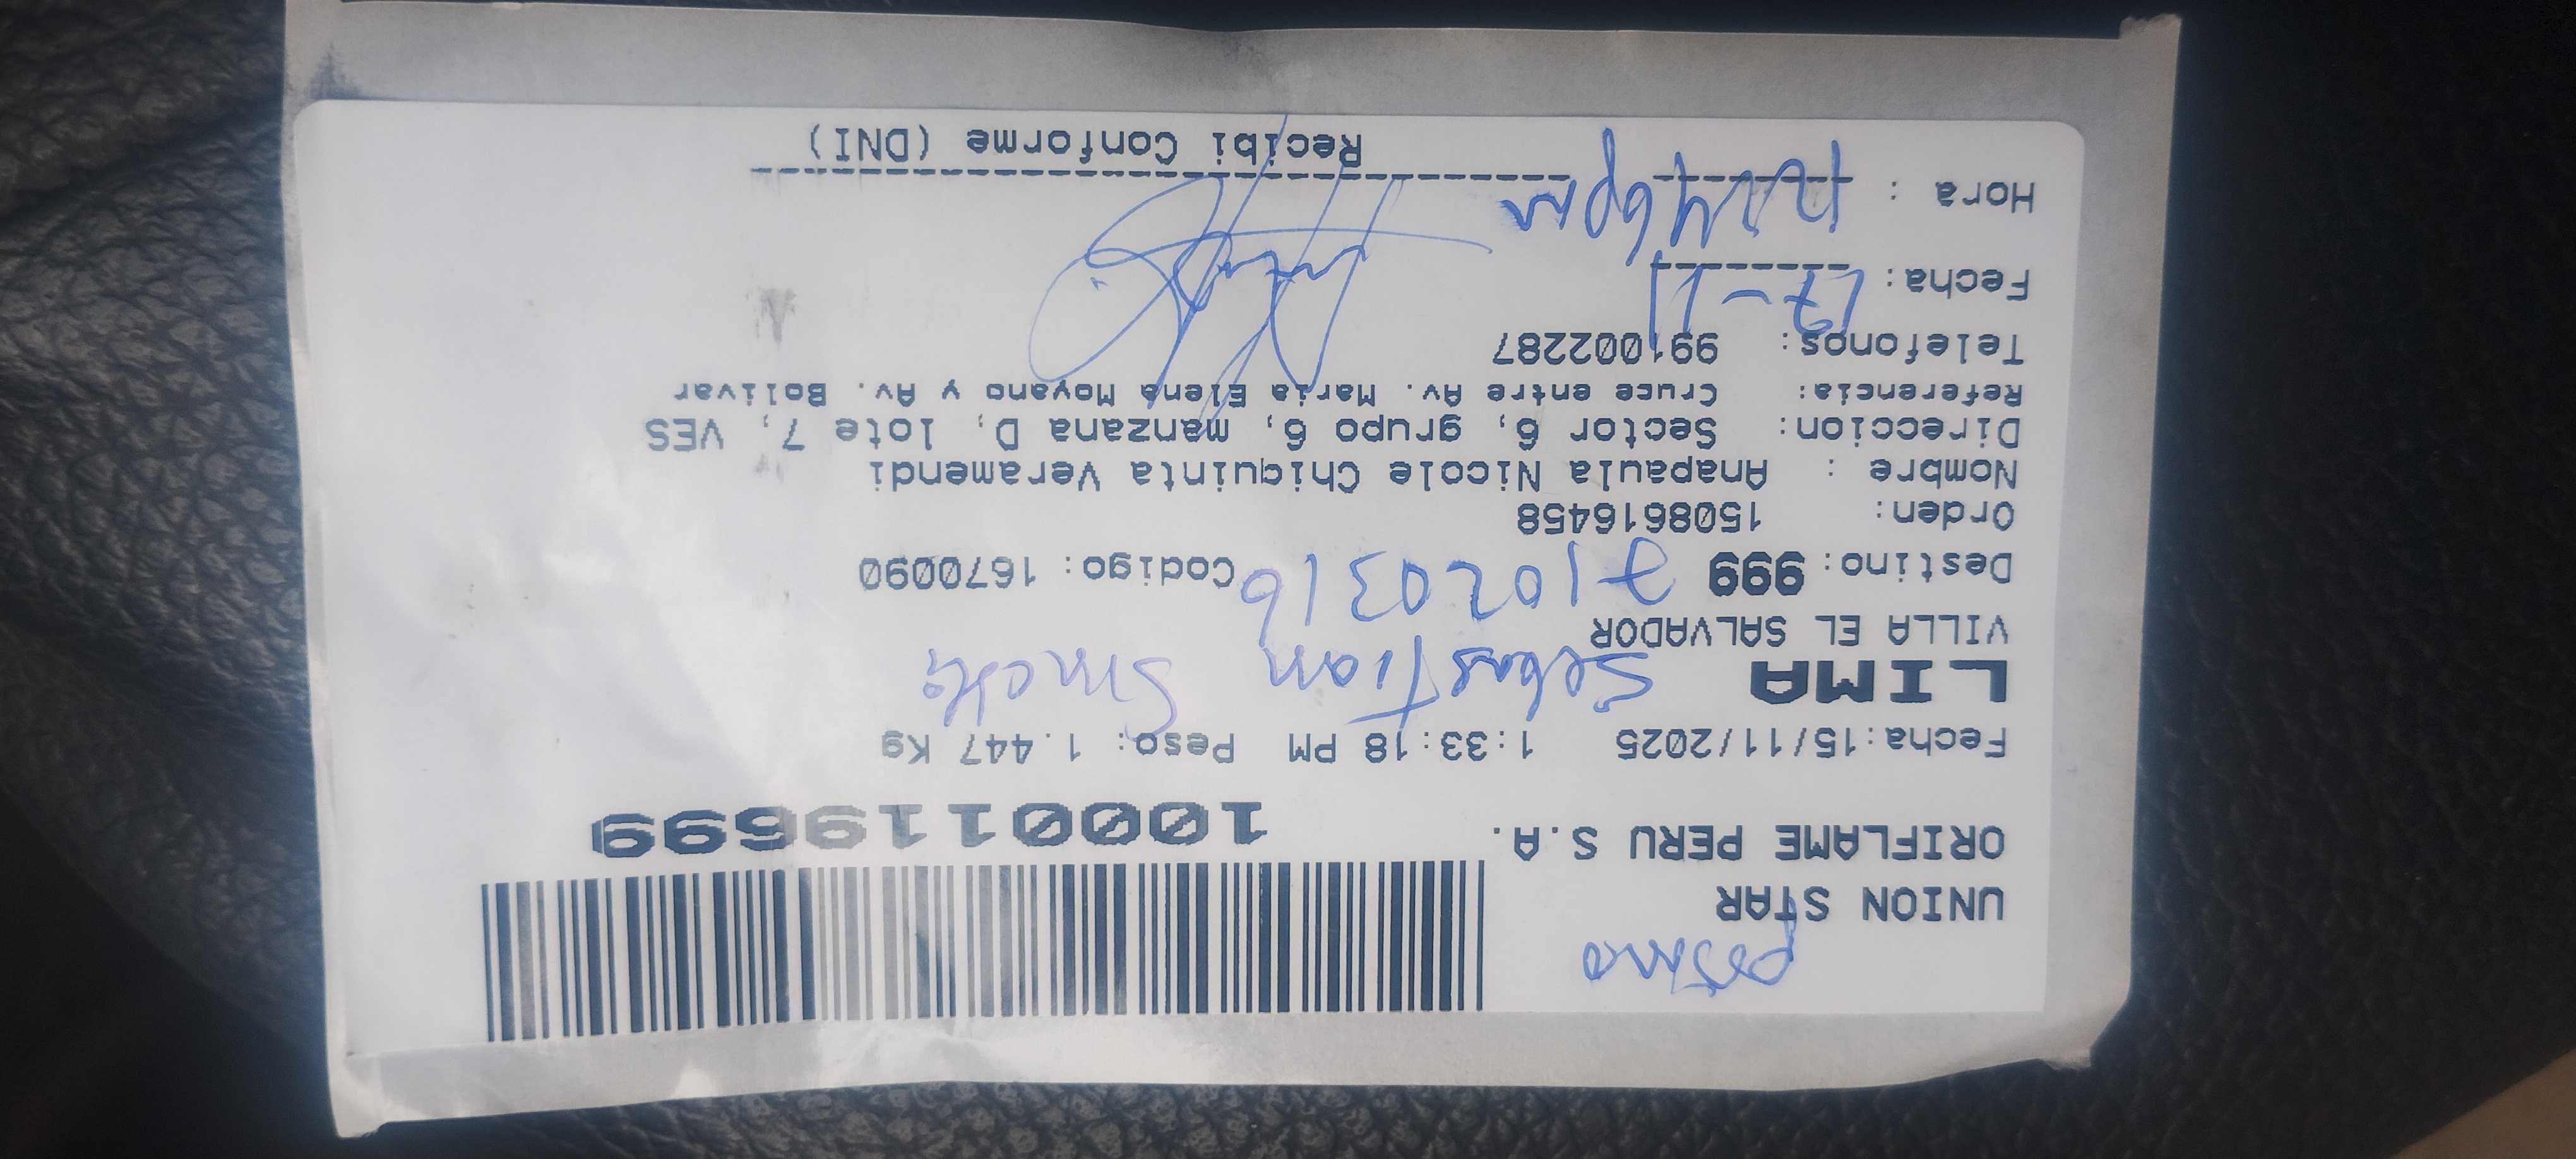 UNION STAR
ORIFLAME PERU S.A.
1000119699
Fecha:15/11/2025 1:33:18 PM Peso: 1.447 Kg
LIMA Sebastian
VILLA EL SALVADOR
Destino: 999 71020316 Codigo: 1670090
Orden: 1508616458
Nombre : Anapaula Nicole Chiquinta Veramendi
Direccion: Sector 6, grupo 6, manzana D, lote 7, VES
Referencia: Cruce entre Av. Maria Elena Moyano y Av. Bolivar
Telefonos: 991002287
Fecha: 17-11
Hora :
Recibi Conforme (DNI)